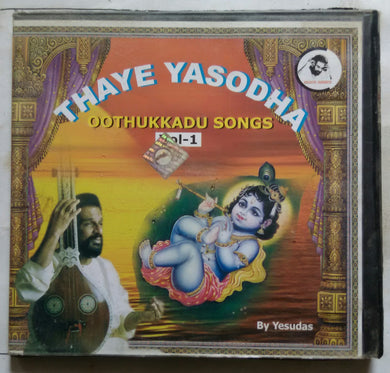 THAYE YASODHA
OOTHUKKADU SONGS
Vol-1
By Yesudas